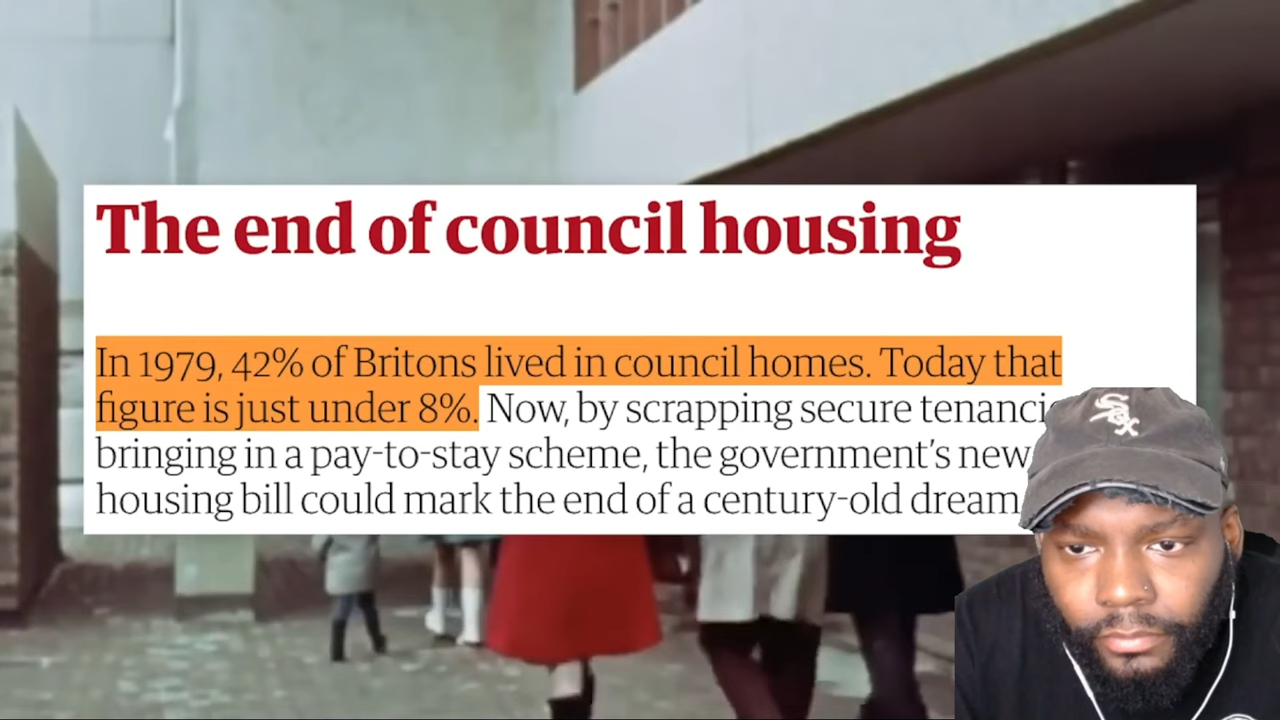 The end of council housing
In 1979, 42% of Britons lived in council homes. Today that
figure is just under 8%. Now, by scrapping secure
bringing in a pay-to-stay scheme, the government's new
housing bill could mark the end of a century-old dream
Sox